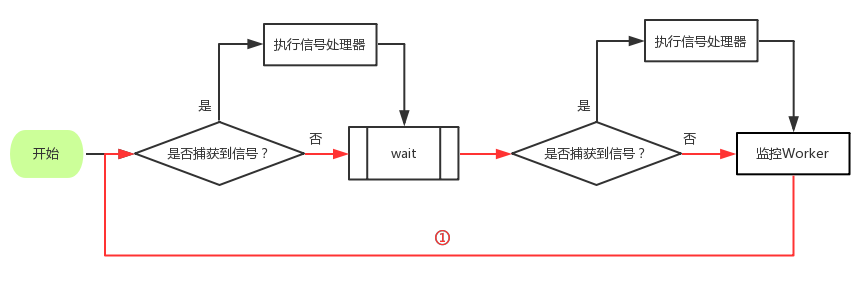 执行信号处理器
执行信号处理器
是
是
否
否
开始
是否捕获到信号？
wait
是否捕获到信号？
监控Worker
①